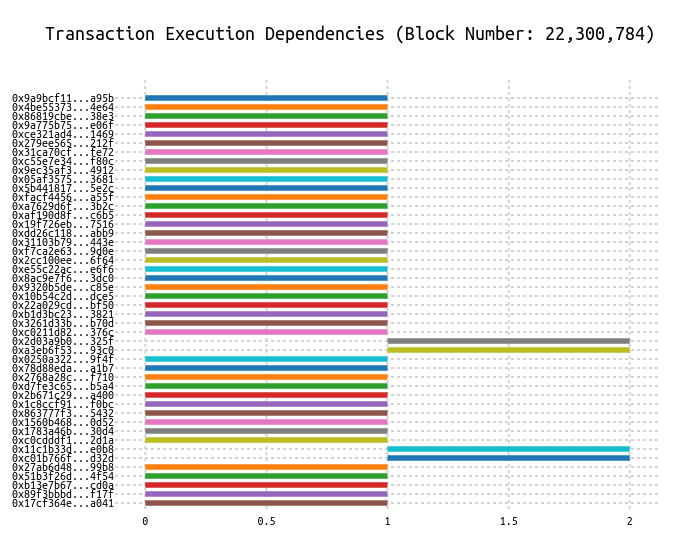 Transaction Execution Dependencies (Block Number: 22,300,784)
0x9a9bcf11...a95b
0x4be55373...4e64
0x86819cbe...38e3
0x9a775b75...e06f
0xce321ad4...1469
0x279ee565...212f
0x31ca70cf...fe72
0xc55e7e34...f80c
0x9ec35af3...4912
0x05af3575...3681
0x5b441817...5e2c
0xfacf4456...a55f
0xa7629d6f...3b2c
0xaf190d8f...c6b5
0x19f726eb...7516
0xdd26c118...abb9
0x31103b79...443e
0xf7ca2e63...9d0e
0x2cc100ee...6f64
0xe55c22ac...e6f6
0x8ac9e7f6...3dc0
0x9320b5de...c85e
0x10b54c2d...dce5
0x22a029cd...bf50
0xb1d3bc23...3821
0x3261d33b...b70d
0xc0211d82...376c
0x2d03a9b0...325f
0xa3eb6f53...93c0
0x0250a322...9f4f
0x78d88eda...a1b7
0x2768a28c...f710
0xd7fe3c65...b5a4
0x2b671c29...a400
0x1c8ccf91...f0bc
0x863777f3...5432
0x1560b468...0d52
0x1783a46b...30d4
0xc0cdddf1...2d1a
0x11c1b33d...e0b8
0xc01b766f...d32d
0x27ab6d48...99b8
0x51b3f26d...4f54
0xb13e7b67...cd0a
0x89f3bbbd...f17f
0x17cf364e...a041
0 0.5 1 1.5 2